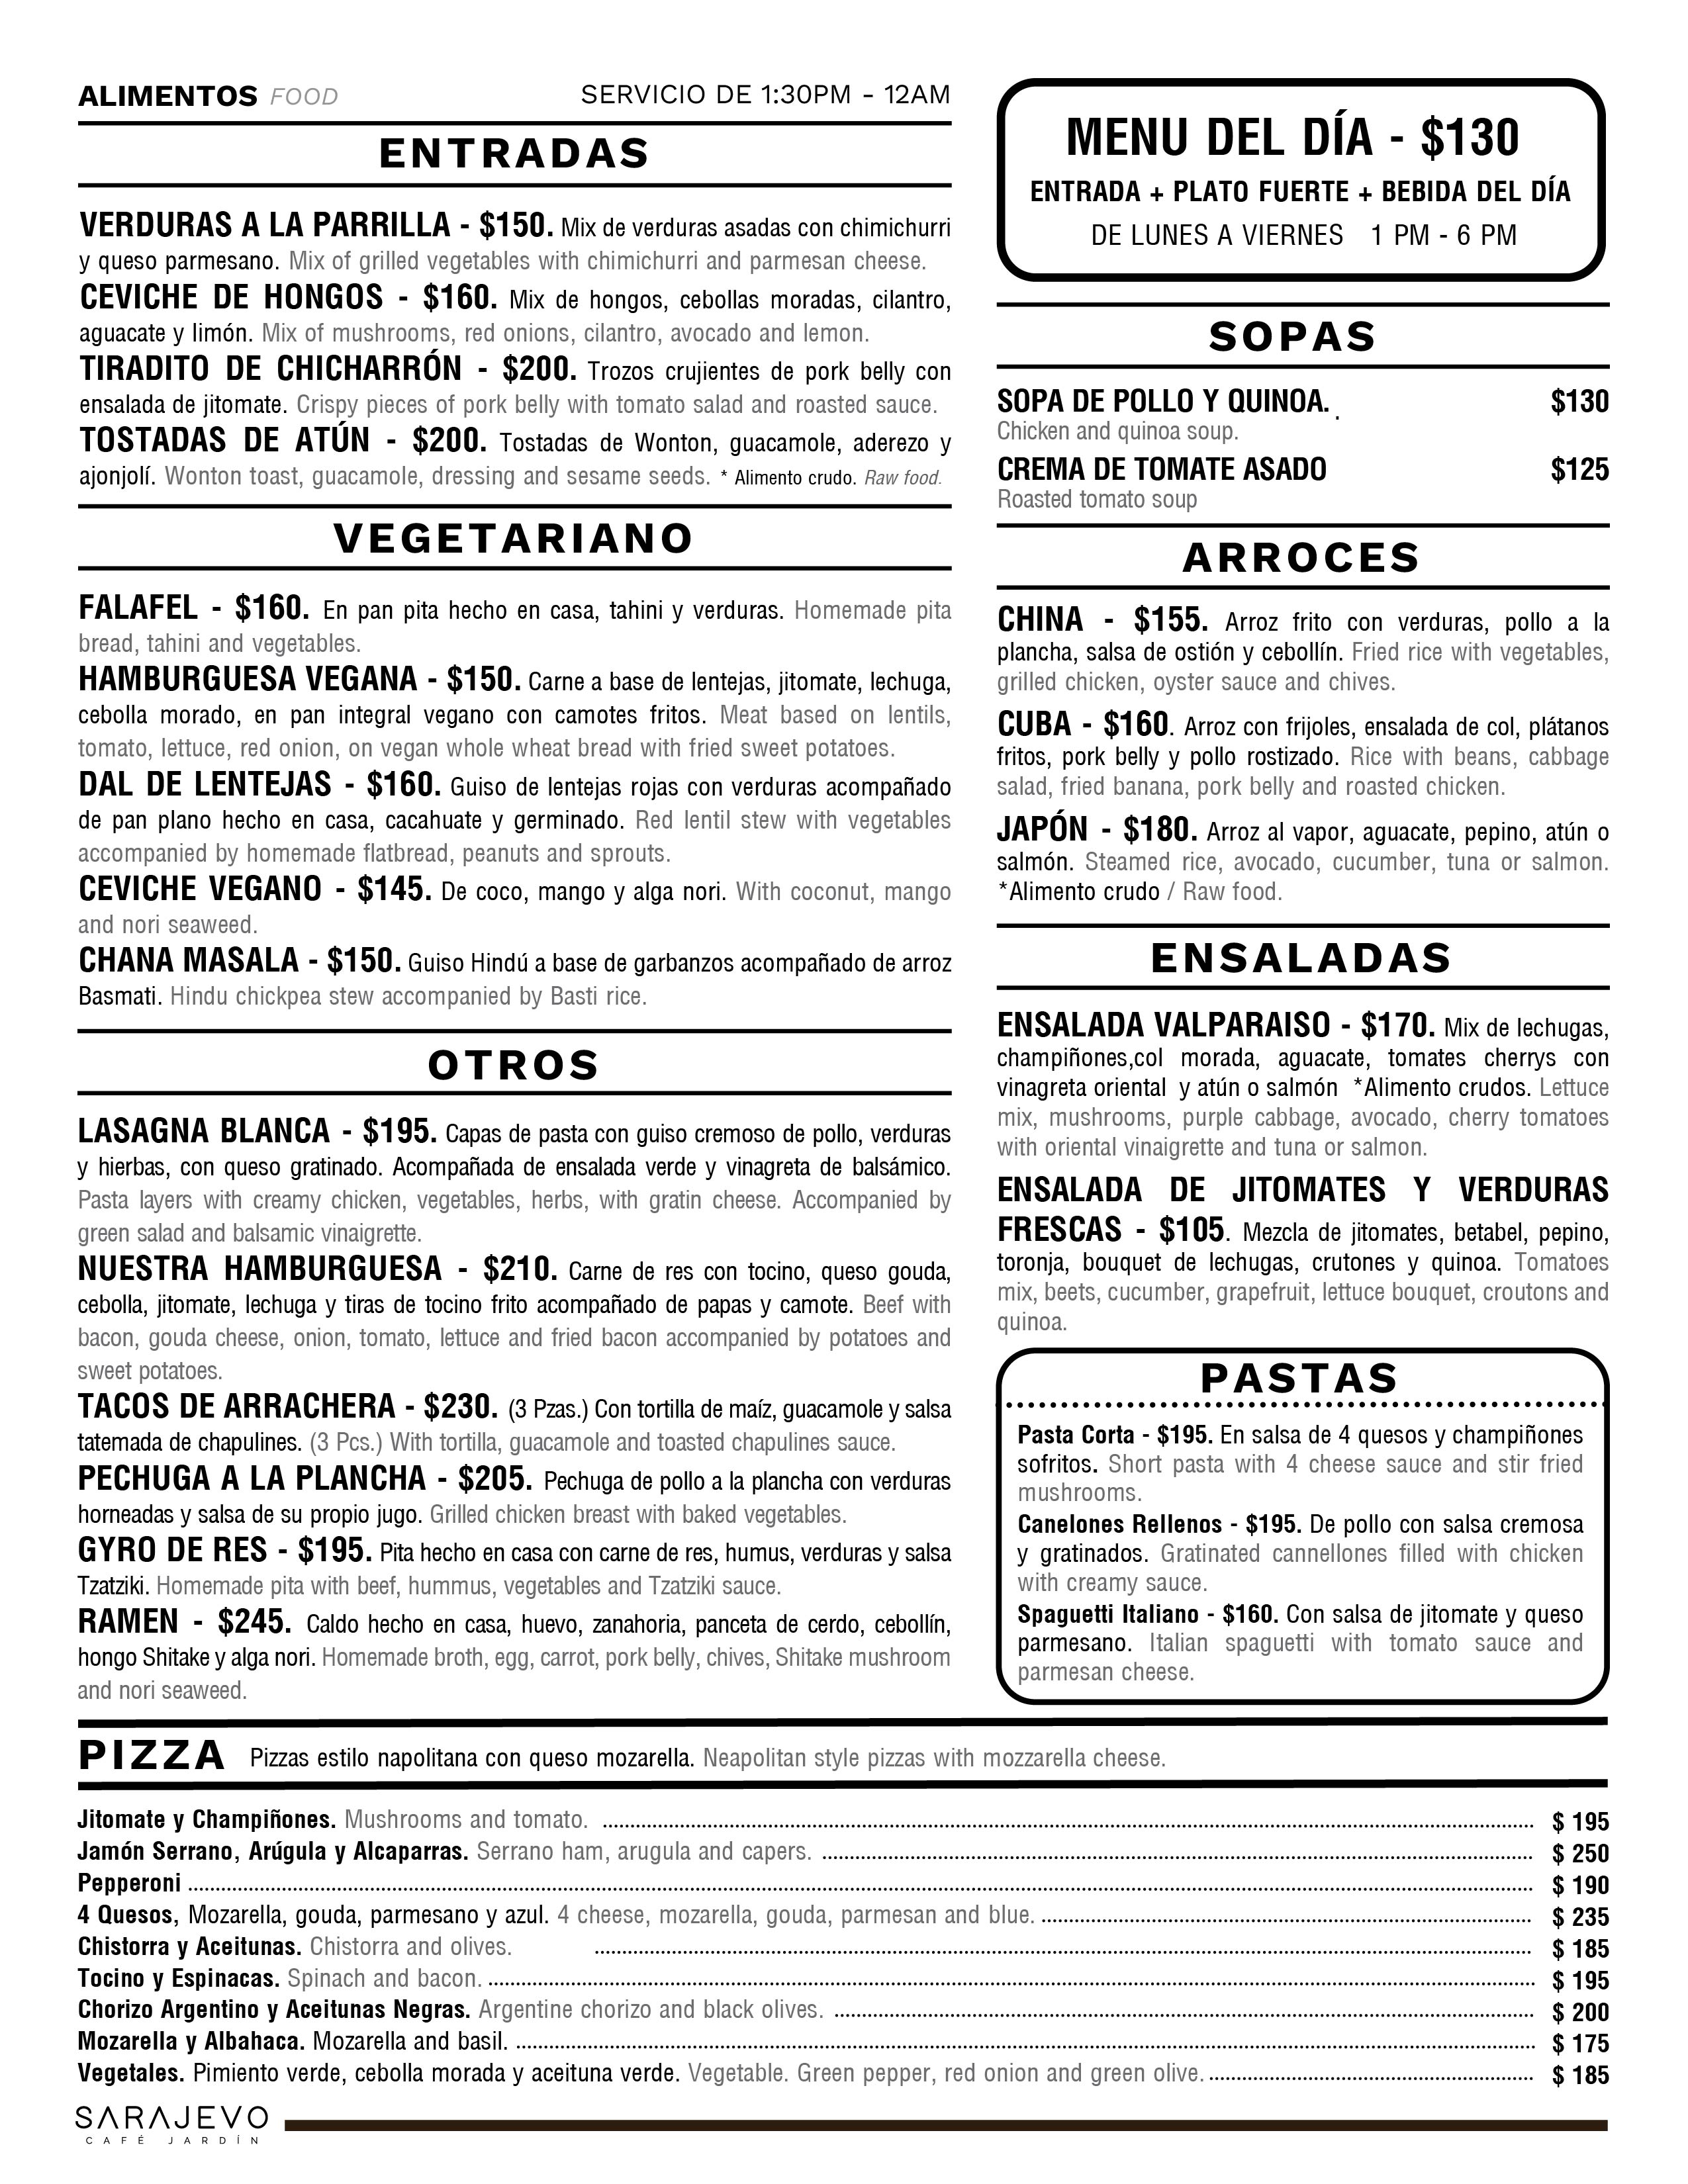 ALIMENTOS FOOD
SERVICIO DE 1:30PM - 12AM
ENTRADAS
VERDURAS A LA PARRILLA - $150. Mix de verduras asadas con chimichurri
y queso parmesano. Mix of grilled vegetables with chimichurri and parmesan cheese.
CEVICHE DE HONGOS - $160. Mix de hongos, cebollas moradas, cilantro,
aguacate y limón. Mix of mushrooms, red onions, cilantro, avocado and lemon.
TIRADITO DE CHICHARRÓN - $200. Trozos crujientes de pork belly con
ensalada de jitomate. Crispy pieces of pork belly with tomato salad and roasted sauce.
TOSTADAS DE ATÚN - $200. Tostadas de Wonton, guacamole, aderezo y
ajonjolí. Wonton toast, guacamole, dressing and sesame seeds. * Alimento crudo. Raw food.
VEGETARIANO
FALAFEL - $160. En pan pita hecho en casa, tahini y verduras. Homemade pita
bread, tahini and vegetables.
HAMBURGUESA VEGANA - $150. Carne a base de lentejas, jitomate, lechuga,
cebolla morado, en pan integral vegano con camotes fritos. Meat based on lentils,
tomato, lettuce, red onion, on vegan whole wheat bread with fried sweet potatoes.
DAL DE LENTEJAS - $160. Guiso de lentejas rojas con verduras acompañado
de pan plano hecho en casa, cacahuate y germinado. Red lentil stew with vegetables
accompanied by homemade flatbread, peanuts and sprouts.
CEVICHE VEGANO - $145. De coco, mango y alga nori. With coconut, mango
and nori seaweed.
CHANA MASALA - $150. Guiso Hindú a base de garbanzos acompañado de arroz
Basmati. Hindu chickpea stew accompanied by Basti rice.
OTROS
LASAGNA BLANCA - $195. Capas de pasta con guiso cremoso de pollo, verduras
y hierbas, con queso gratinado. Acompañada de ensalada verde y vinagreta de balsámico.
Pasta layers with creamy chicken, vegetables, herbs, with gratin cheese. Accompanied by
green salad and balsamic vinaigrette.
NUESTRA HAMBURGUESA - $210. Carne de res con tocino, queso gouda,
cebolla, jitomate, lechuga y tiras de tocino frito acompañado de papas y camote. Beef with
bacon, gouda cheese, onion, tomato, lettuce and fried bacon accompanied by potatoes and
sweet potatoes.
TACOS DE ARRACHERA - $230. (3 Pzas.) Con tortilla de maíz, guacamole y salsa
tatemada de chapulines. (3 Pcs.) With tortilla, guacamole and toasted chapulines sauce.
PECHUGA A LA PLANCHA - $205. Pechuga de pollo a la plancha con verduras
horneadas y salsa de su propio jugo. Grilled chicken breast with baked vegetables.
GYRO DE RES - $195. Pita hecho en casa con carne de res, humus, verduras y salsa
Tzatziki. Homemade pita with beef, hummus, vegetables and Tzatziki sauce.
RAMEN - $245. Caldo hecho en casa, huevo, zanahoria, panceta de cerdo, cebollín,
hongo Shitake y alga nori. Homemade broth, egg, carrot, pork belly, chives, Shitake mushroom
and nori seaweed.
MENU DEL DÍA - $130
ENTRADA + PLATO FUERTE + BEBIDA DEL DÍA
DE LUNES A VIERNES 1 PM - 6 PM
SOPAS
SOPA DE POLLO Y QUINOA. . $130
Chicken and quinoa soup.
CREMA DE TOMATE ASADO $125
Roasted tomato soup
ARROCES
CHINA - $155. Arroz frito con verduras, pollo a la
plancha, salsa de ostión y cebollín. Fried rice with vegetables,
grilled chicken, oyster sauce and chives.
CUBA - $160. Arroz con frijoles, ensalada de col, plátanos
fritos, pork belly y pollo rostizado. Rice with beans, cabbage
salad, fried banana, pork belly and roasted chicken.
JAPÓN - $180. Arroz al vapor, aguacate, pepino, atún o
salmón. Steamed rice, avocado, cucumber, tuna or salmon.
*Alimento crudo / Raw food.
ENSALADAS
ENSALADA VALPARAISO - $170. Mix de lechugas,
champiñones,col morada, aguacate, tomates cherrys con
vinagreta oriental y atún o salmón *Alimento crudos. Lettuce
mix, mushrooms, purple cabbage, avocado, cherry tomatoes
with oriental vinaigrette and tuna or salmon.
ENSALADA DE JITOMATES Y VERDURAS
FRESCAS - $105. Mezcla de jitomates, betabel, pepino,
toronja, bouquet de lechugas, crutones y quinoa. Tomatoes
mix, beets, cucumber, grapefruit, lettuce bouquet, croutons and
quinoa.
PASTAS
Pasta Corta - $195. En salsa de 4 quesos y champiñones
sofritos. Short pasta with 4 cheese sauce and stir fried
mushrooms.
Canelones Rellenos - $195. De pollo con salsa cremosa
y gratinados. Gratinated cannellones filled with chicken
with creamy sauce.
Spaguetti Italiano - $160. Con salsa de jitomate y queso
parmesano. Italian spaguetti with tomato sauce and
parmesan cheese.
PIZZA Pizzas estilo napolitana con queso mozarella. Neapolitan style pizzas with mozzarella cheese.
Jitomate y Champiñones. Mushrooms and tomato. $ 195
Jamón Serrano, Arúgula y Alcaparras. Serrano ham, arugula and capers. $ 250
Pepperoni $ 190
4 Quesos, Mozarella, gouda, parmesano y azul. 4 cheese, mozarella, gouda, parmesan and blue. $ 235
Chistorra y Aceitunas. Chistorra and olives. $ 185
Tocino y Espinacas. Spinach and bacon. $ 195
Chorizo Argentino y Aceitunas Negras. Argentine chorizo and black olives. $ 200
Mozarella y Albahaca. Mozarella and basil. $ 175
Vegetales. Pimiento verde, cebolla morada y aceituna verde. Vegetable. Green pepper, red onion and green olive. $ 185
SARAJEVO
CAFÉ JARDÍN